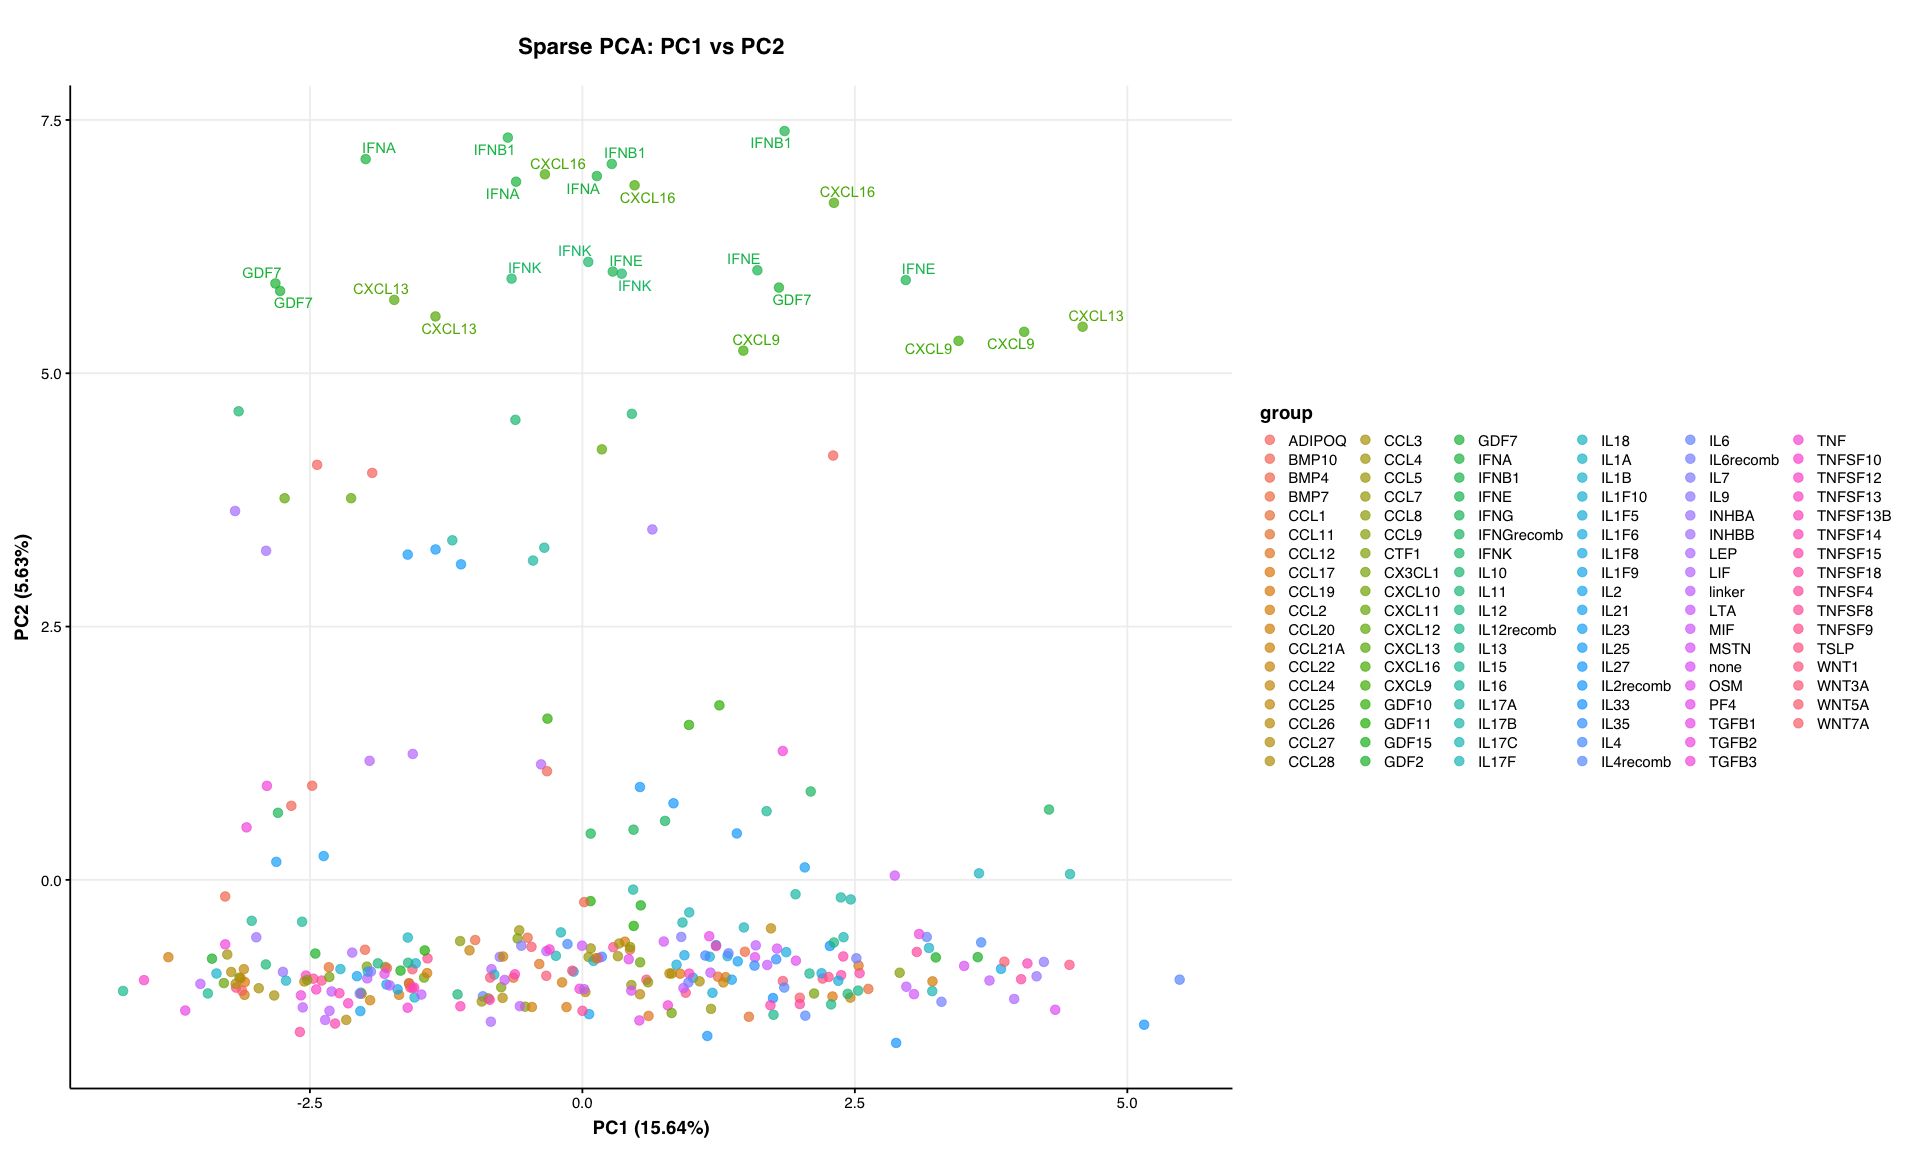 Sparse PCA: PC1 vs PC2
7.5
5.0
2.5
0.0
PC2 (5.63%)
IFNA
IFNB1
IFNB1
IFNB1
CXCL16
IFNA
IFNA
CXCL16
CXCL16
IFNK
IFNK
IFNE
IFNK
IFNE
IFNE
GDF7
GDF7
GDF7
CXCL13
CXCL13
CXCL13
CXCL9
CXCL9
CXCL9
-2.5
0.0
2.5
5.0
PC1 (15.64%)
group
ADIPOQ
BMP10
BMP4
BMP7
CCL1
CCL11
CCL12
CCL17
CCL19
CCL2
CCL20
CCL21A
CCL22
CCL24
CCL25
CCL26
CCL27
CCL28
CCL3
CCL4
CCL5
CCL7
CCL8
CCL9
CTF1
CX3CL1
CXCL10
CXCL11
CXCL12
CXCL13
CXCL16
CXCL9
GDF10
GDF11
GDF15
GDF2
GDF7
IFNA
IFNB1
IFNE
IFNG
IFNGrecomb
IFNK
IL10
IL11
IL12
IL12recomb
IL13
IL15
IL16
IL17A
IL17B
IL17C
IL17F
IL18
IL1A
IL1B
IL1F10
IL1F5
IL1F6
IL1F8
IL1F9
IL2
IL21
IL23
IL25
IL27
IL2recomb
IL33
IL35
IL4
IL4recomb
IL6
IL6recomb
IL7
IL9
INHBA
INHBB
LEP
LIF
linker
LTA
MIF
MSTN
none
OSM
PF4
TGFB1
TGFB2
TGFB3
TNF
TNFSF10
TNFSF12
TNFSF13
TNFSF13B
TNFSF14
TNFSF15
TNFSF18
TNFSF4
TNFSF8
TNFSF9
TSLP
WNT1
WNT3A
WNT5A
WNT7A